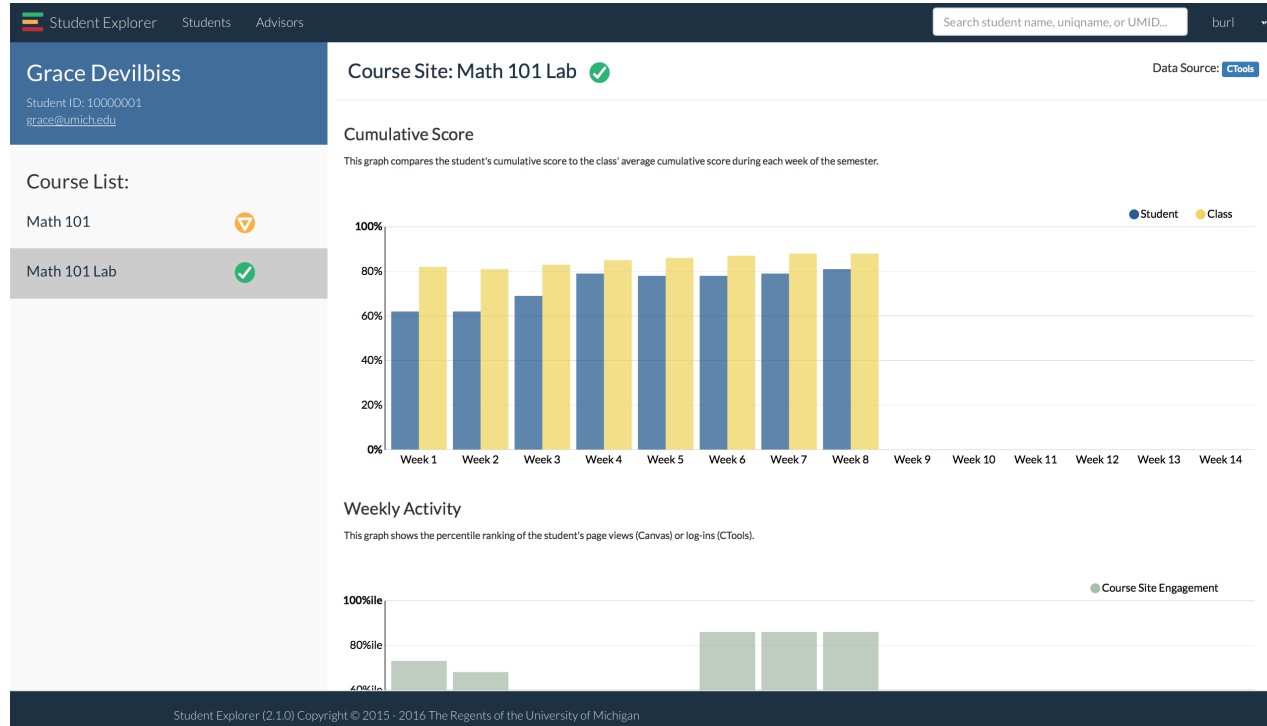 Student Explorer Students Advisors Search student name, uniqname, or UMID... burl
Grace Devilbiss
Student ID: 10000001
grace@umich.edu
Course List:
Math 101
Math 101 Lab
Course Site: Math 101 Lab
Data Source: CTools
Cumulative Score
This graph compares the student's cumulative score to the class' average cumulative score during each week of the semester.
Student Class
100%
80%
60%
40%
20%
0%
Week 1 Week 2 Week 3 Week 4 Week 5 Week 6 Week 7 Week 8 Week 9 Week 10 Week 11 Week 12 Week 13 Week 14
Weekly Activity
This graph shows the percentile ranking of the student's page views (Canvas) or log-ins (CTools).
Course Site Engagement
100%ile
80%ile
60%ile
Student Explorer (2.1.0) Copyright © 2015 - 2016 The Regents of the University of Michigan